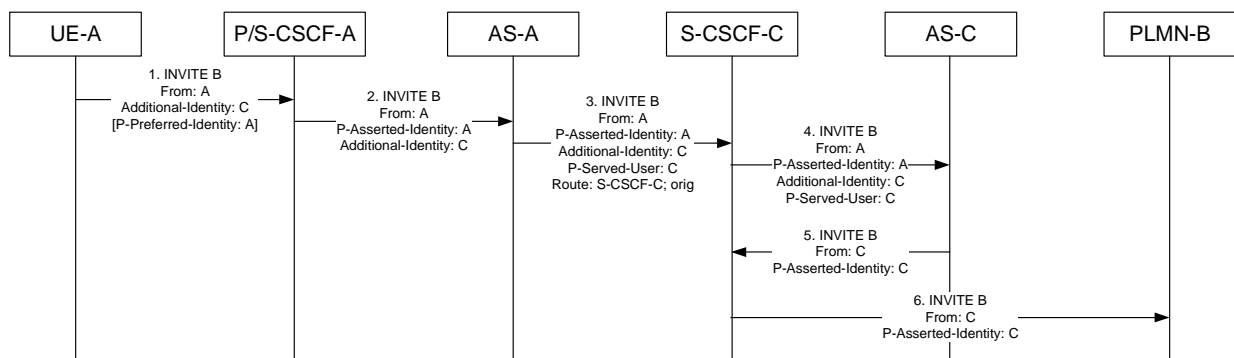 UE-A
P/S-CSCF-A
AS-A
S-CSCF-C
AS-C
PLMN-B
1. INVITE B
From: A
Additional-Identity: C
[P-Preferred-Identity: A]
2. INVITE B
From: A
P-Asserted-Identity: A
Additional-Identity: C
3. INVITE B
From: A
P-Asserted-Identity: A
Additional-Identity: C
P-Served-User: C
Route: S-CSCF-C; orig
4. INVITE B
From: A
P-Asserted-Identity: A
Additional-Identity: C
P-Served-User: C
5. INVITE B
From: C
P-Asserted-Identity: C
6. INVITE B
From: C
P-Asserted-Identity: C